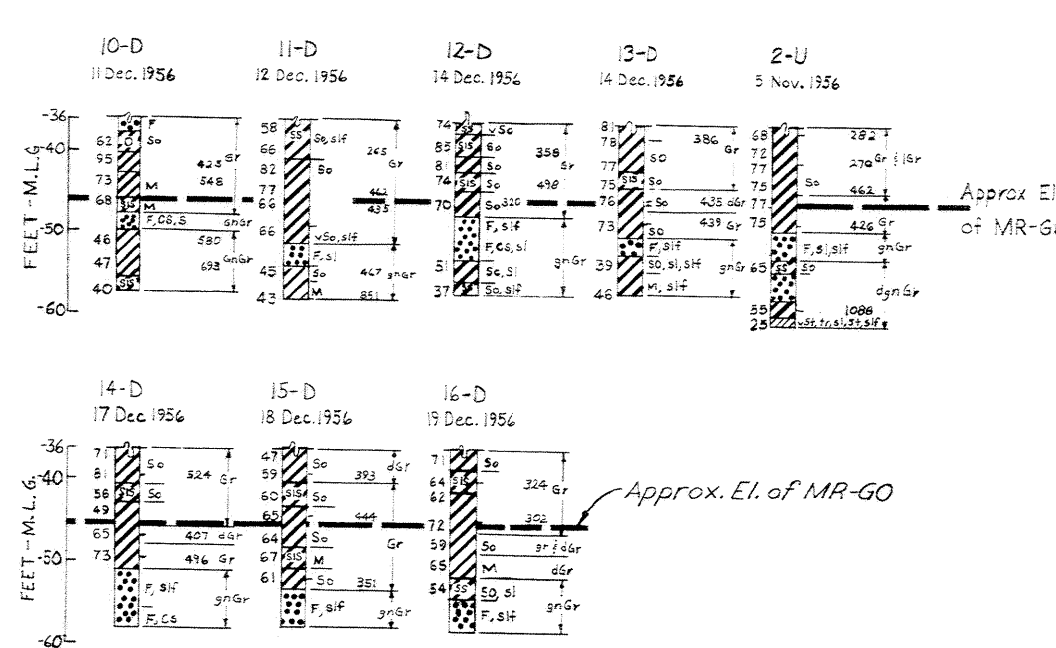 10-D
11 Dec. 1956
11-D
12 Dec. 1956
12-D
14 Dec. 1956
13-D
14 Dec. 1956
2-U
5 Nov. 1956
FEET-M.L.G
-36
-40
-50
-60
62
95
73
68
46
47
40
F
So
M
M
F, CS, S
SIS
SIS
425
Gr
548
gnGr
580
GnGr
693
58
66
82
77
66
66
45
43
SS
So, slf
So
vSo, slf
F, sl
So
M
265
Gr
462
435
467
gnGr
851
74
85
81
74
70
51
37
SS
SIS
SIS
SS
vSo
So
So
So
So
F, slf
F, CS, sl
So, sl
So, slf
358
Gr
498
320
gnGr
81
78
77
75
76
73
39
46
SIS
SO
So
So
So
F, slf
SO, sl, slf
M, slf
386
Gr
435 dGr
439 Gr
gnGr
68
72
77
75
77
75
65
55
25
SS
So
F, sl, slf
SO
vSt, tr, sl, St, slf
282
270
Gr & lGr
462
426
Gr
gnGr
dgnGr
1088
Approx El
of MR-G
14-D
17 Dec 1956
15-D
18 Dec. 1956
16-D
19 Dec. 1956
FEET-M.L.G.
-36
-40
-50
-60
71
81
56
49
65
73
SIS
So
So
F, slf
F, CS
524
Gr
407 dGr
496 Gr
gnGr
47
59
60
65
64
67
61
SIS
SIS
So
So
So
M
So
F, slf
393
dGr
444
Gr
351
gnGr
71
64
62
72
59
65
54
SIS
SS
So
So
M
SO, sl
F, slf
324
Gr
302
gr & dGr
dGr
gnGr
Approx. El. of MR-GO